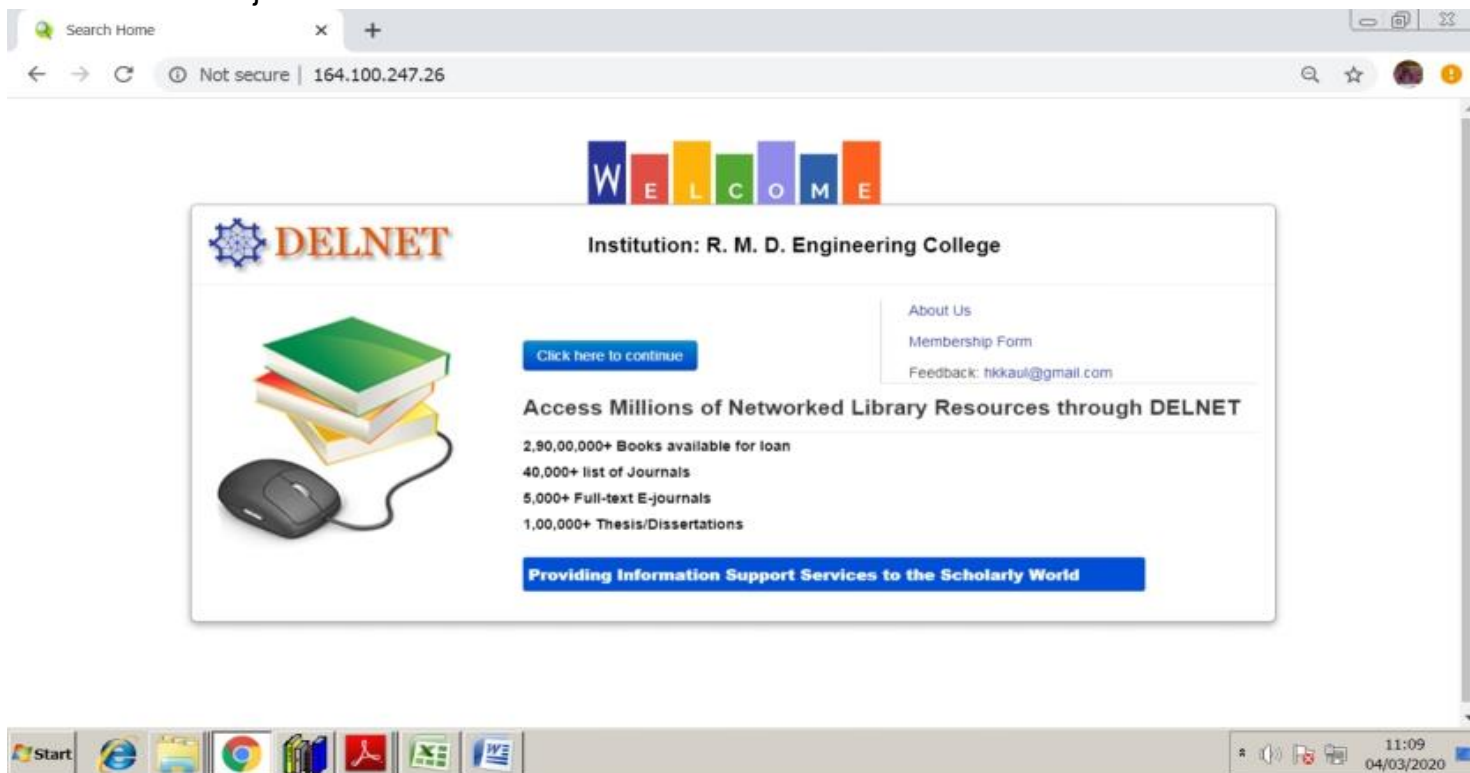 Search Home
Not secure | 164.100.247.26
WELCOME
DELNET
Institution: R. M. D. Engineering College
About Us
Click here to continue
Membership Form
Feedback: hkkaul@gmail.com
Access Millions of Networked Library Resources through DELNET
2,90,00,000+ Books available for loan
40,000+ list of Journals
5,000+ Full-text E-journals
1,00,000+ Thesis/Dissertations
Providing Information Support Services to the Scholarly World
Start
11:09
04/03/2020